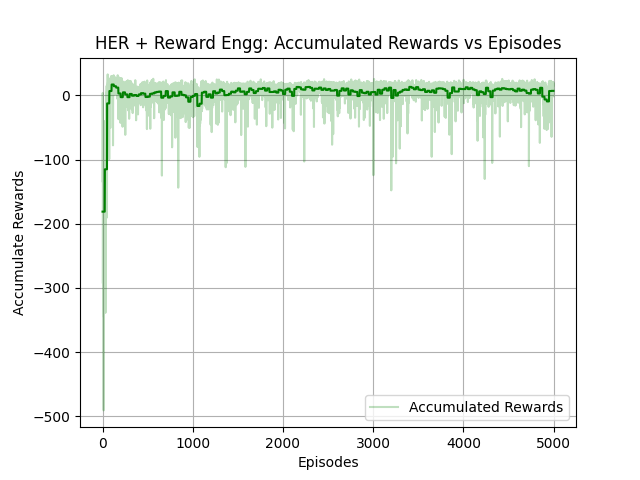 HER + Reward Engg: Accumulated Rewards vs Episodes
Accumulate Rewards
0
−100
−200
−300
−400
−500
Accumulated Rewards
0 1000 2000 3000 4000 5000
Episodes